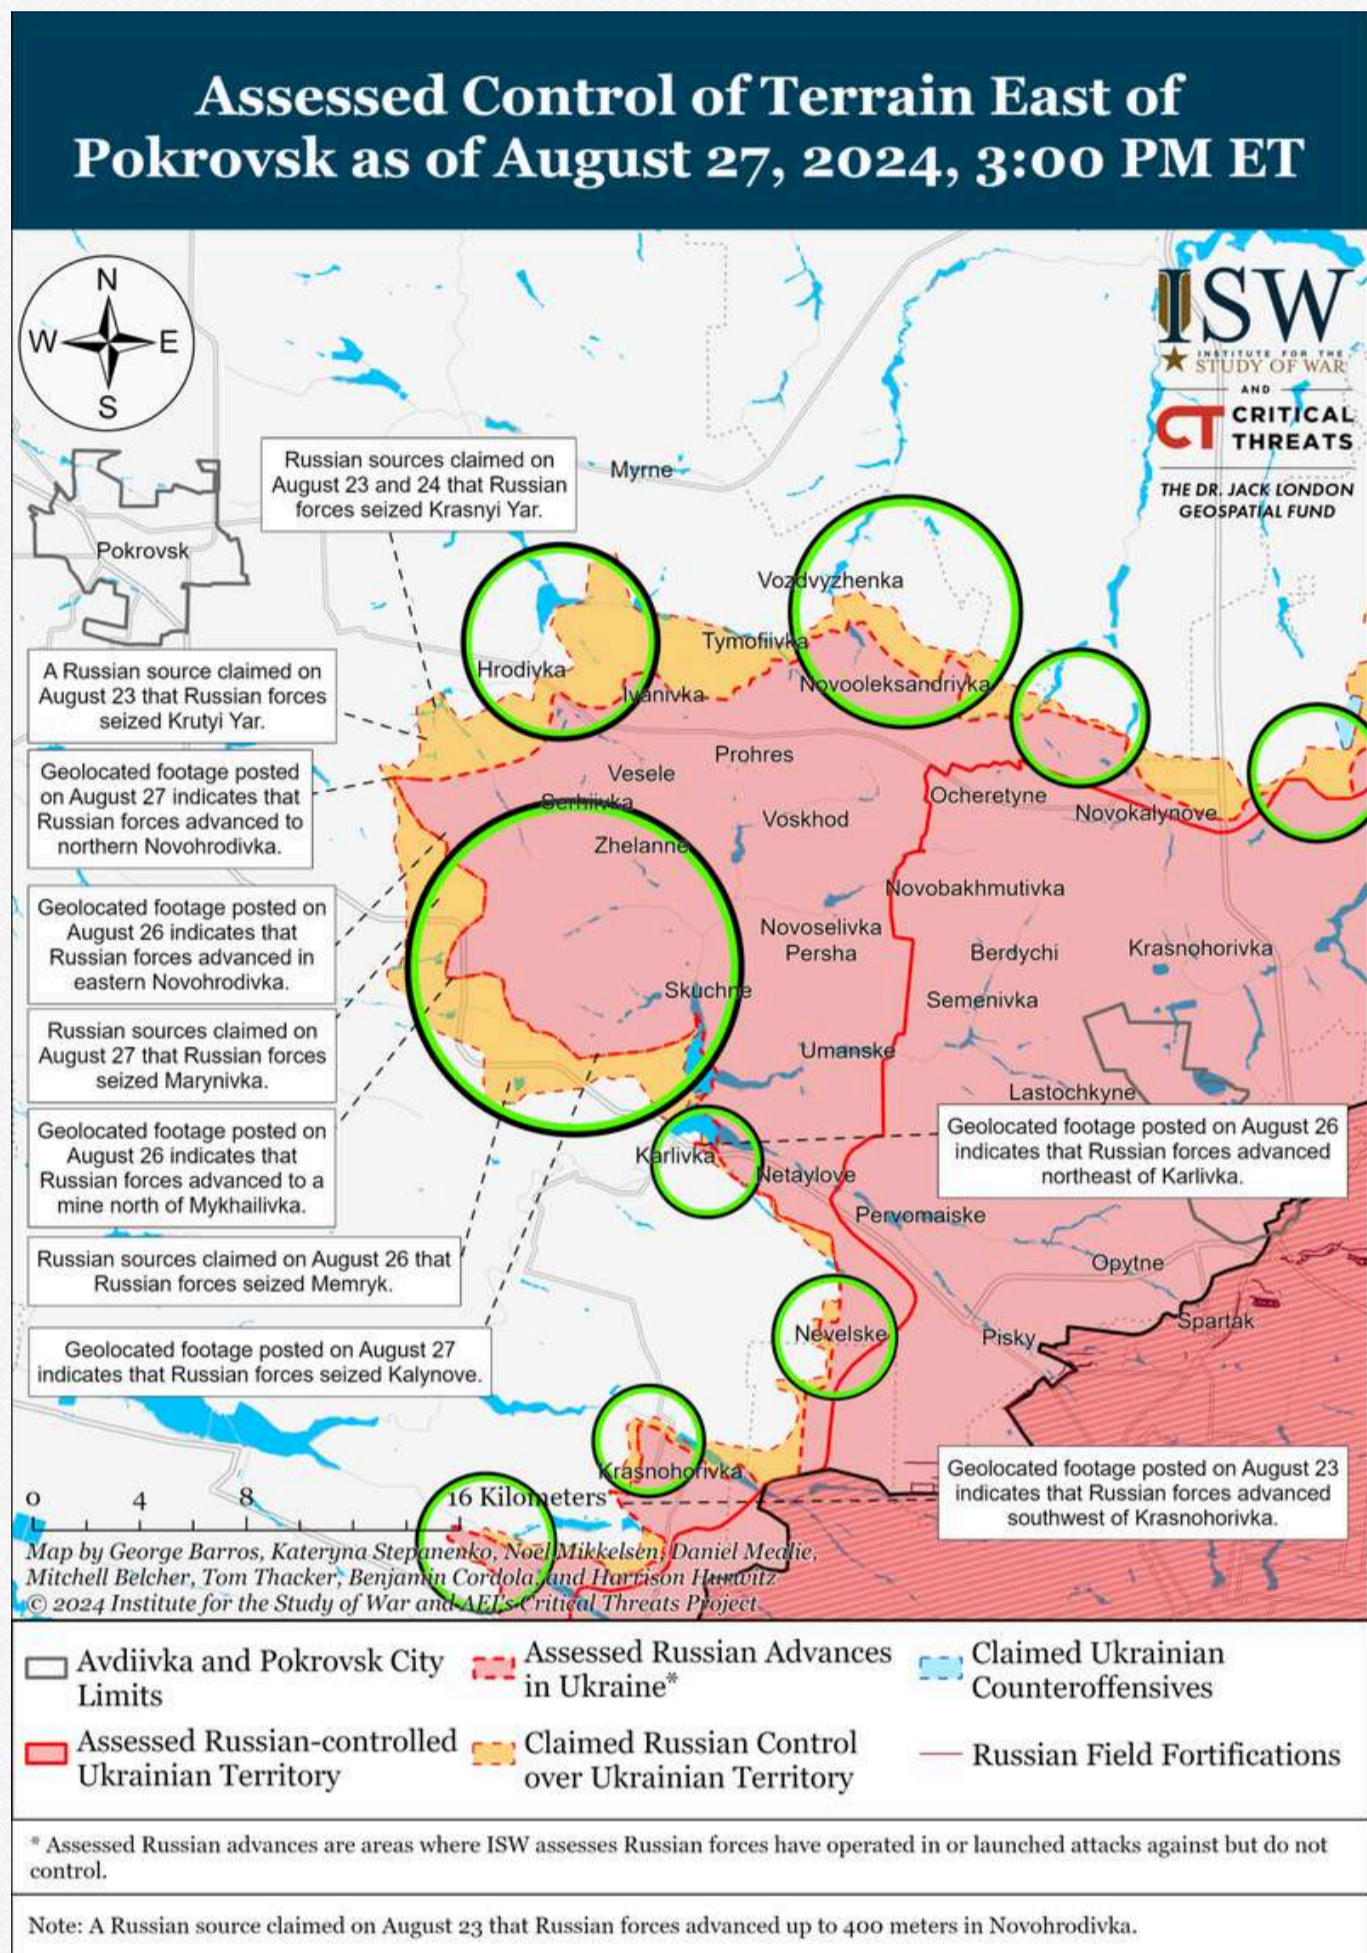 Assessed Control of Terrain East of
Pokrovsk as of August 27, 2024, 3:00 PM ET
N
W
E
S
ISW
INSTITUTE FOR THE
STUDY OF WAR
AND
CT CRITICAL
THREATS
THE DR. JACK LONDON
GEOSPATIAL FUND
Russian sources claimed on
August 23 and 24 that Russian
forces seized Krasnyi Yar.
Myrne
Pokrovsk
Vozdvyzhenka
Tymofiivka
A Russian source claimed on
August 23 that Russian forces
seized Krutyi Yar.
Hrodivka
Ivanivka
Novooleksandrivka
Geolocated footage posted
on August 27 indicates that
Russian forces advanced to
northern Novohrodivka.
Prohres
Vesele
Serhiivka
Ocheretyne
Voskhod
Novokalynove
Zhelanne
Geolocated footage posted on
August 26 indicates that
Russian forces advanced in
eastern Novohrodivka.
Novobakhmutivka
Novoselivka
Persha
Berdychi
Krasnohorivka
Skuchne
Semenivka
Russian sources claimed on
August 27 that Russian forces
seized Marynivka.
Umanske
Lastochkyne
Geolocated footage posted on
August 26 indicates that
Russian forces advanced to a
mine north of Mykhailivka.
Geolocated footage posted on August 26
indicates that Russian forces advanced
northeast of Karlivka.
Karlivka
Netaylove
Pervomaiske
Russian sources claimed on August 26 that
Russian forces seized Memryk.
Opytne
Spartak
Nevelske
Pisky
Geolocated footage posted on August 27
indicates that Russian forces seized Kalynove.
Krasnohorivka
Geolocated footage posted on August 23
indicates that Russian forces advanced
southwest of Krasnohorivka.
0 4 8 16 Kilometers
Map by George Barros, Kateryna Stepanenko, Noel Mikkelsen, Daniel Mealie,
Mitchell Belcher, Tom Thacker, Benjamin Cordola, and Harrison Hurwitz
© 2024 Institute for the Study of War and AEI's Critical Threats Project
Avdiivka and Pokrovsk City
Limits
Assessed Russian Advances
in Ukraine*
Claimed Ukrainian
Counteroffensives
Assessed Russian-controlled
Ukrainian Territory
Claimed Russian Control
over Ukrainian Territory
Russian Field Fortifications
* Assessed Russian advances are areas where ISW assesses Russian forces have operated in or launched attacks against but do not
control.
Note: A Russian source claimed on August 23 that Russian forces advanced up to 400 meters in Novohrodivka.